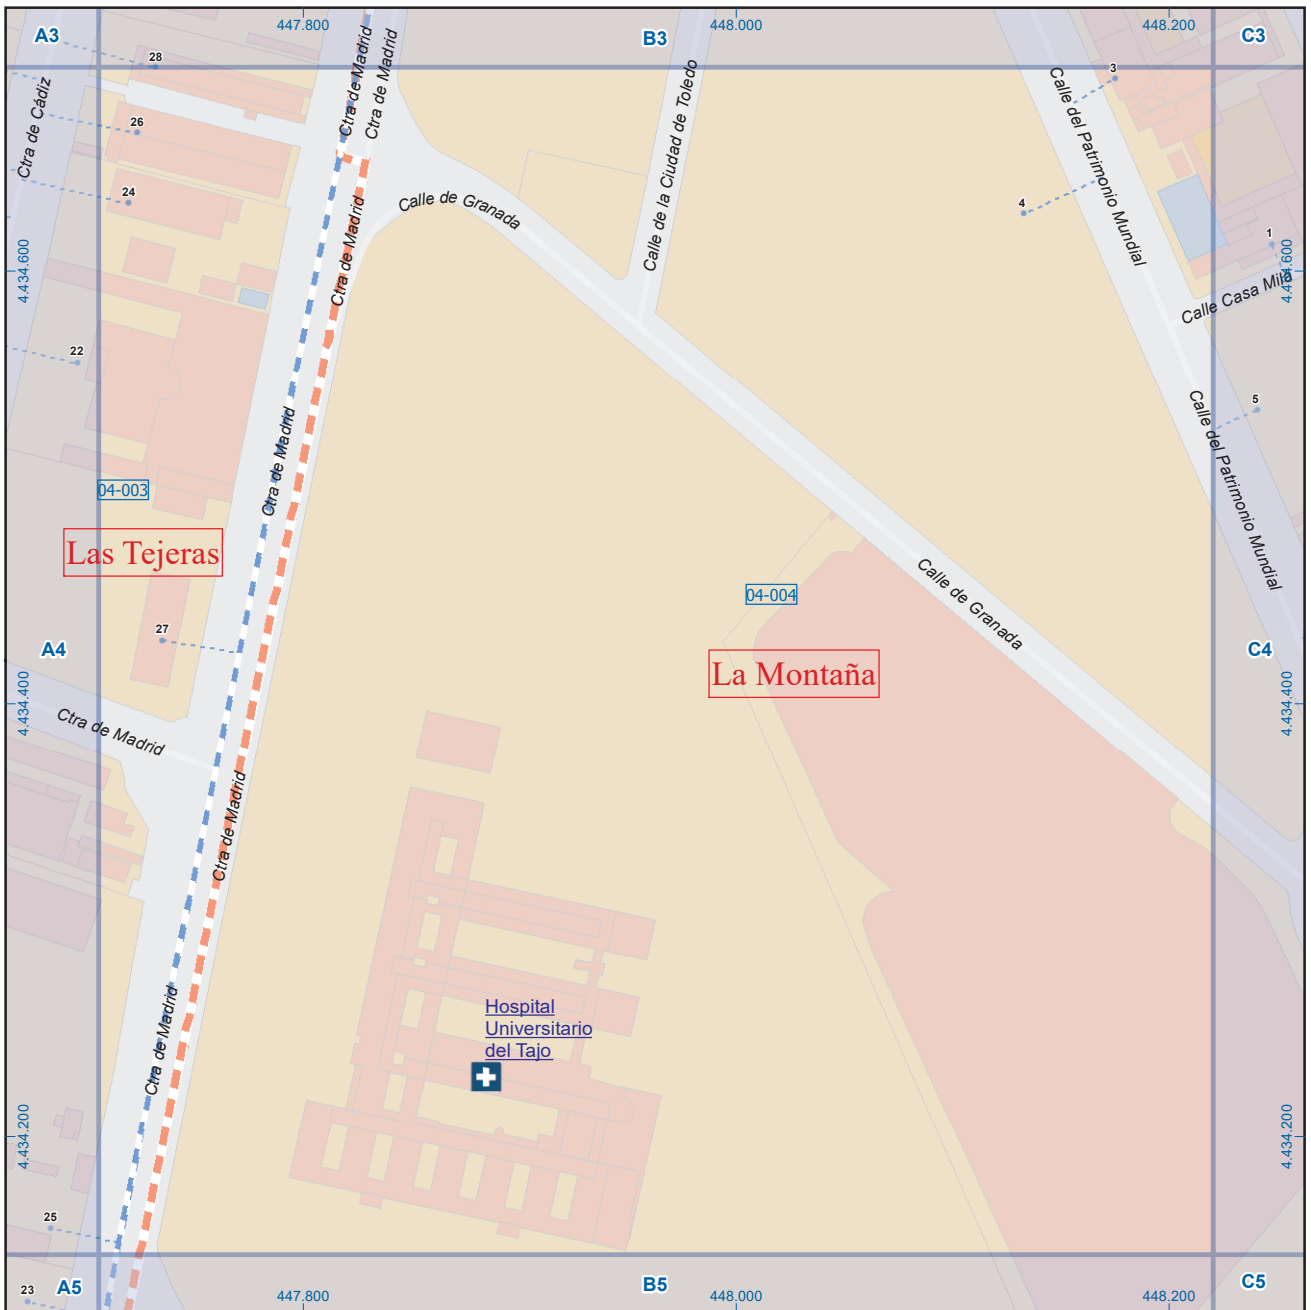 447.800
448.000
448.200
A3
B3
C3
28
3
Ctra de Madrid
Ctra de Madrid
Ctra de Cádiz
Calle de la Ciudad de Toledo
Calle del Patrimonio Mundial
26
24
4
Calle de Granada
Ctra de Madrid
1
4.434.600
4.434.600
Calle Casa Milà
22
5
Ctra de Madrid
Calle del Patrimonio Mundial
04-003
Las Tejeras
04-004
Calle de Granada
27
A4
La Montaña
C4
4.434.400
4.434.400
Ctra de Madrid
Ctra de Madrid
Hospital
Universitario
del Tajo
Ctra de Madrid
4.434.200
4.434.200
25
23
A5
B5
C5
447.800
448.000
448.200